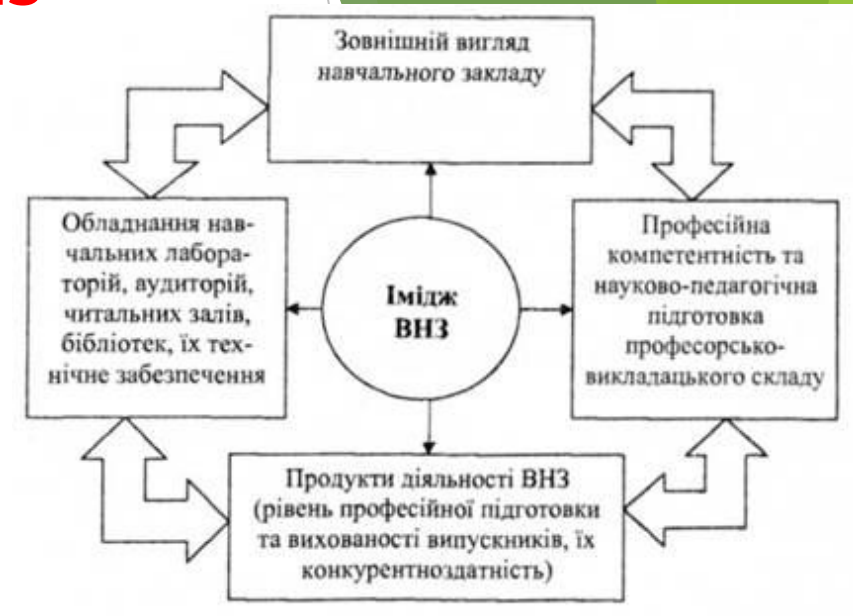 Зовнішній вигляд
навчального закладу
Обладнання нав-
чальних лабора-
торій, аудиторій,
читальних залів,
бібліотек, їх тех-
нічне забезпечення
Імідж
ВНЗ
Професійна
компетентність та
науково-педагогічна
підготовка
професорсько-
викладацького складу
Продукти діяльності ВНЗ
(рівень професійної підготовки
та вихованості випускників, їх
конкурентноздатність)